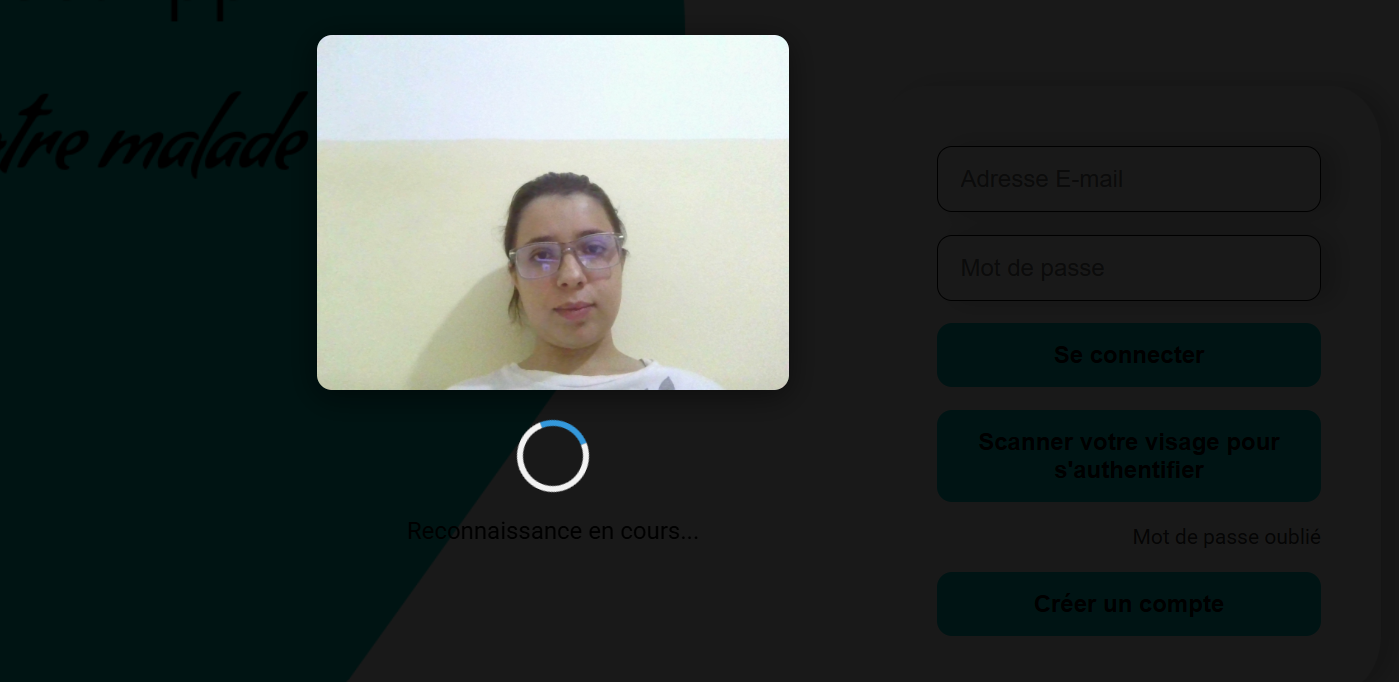 malade
Adresse E-mail
Mot de passe
Se connecter
Scanner votre visage pour
s'authentifier
Reconnaissance en cours...
Mot de passe oublié
Créer un compte